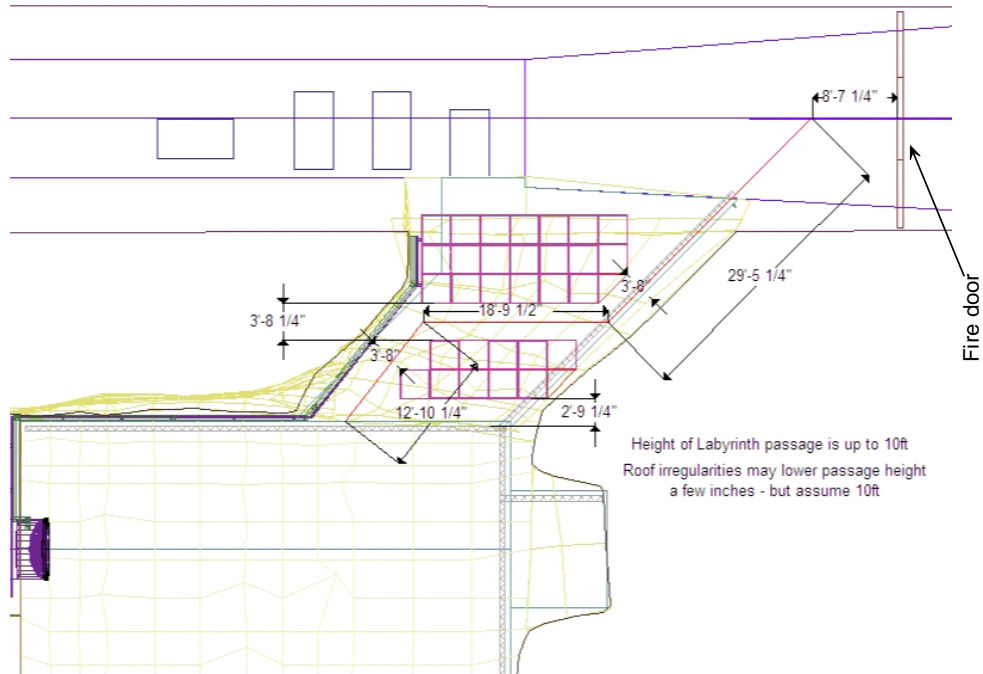 8'-7 1/4"
29'-5 1/4"
3'-8"
18'-9 1/2"
3'-8 1/4"
3'-8"
12'-10 1/4"
2'-9 1/4"
Fire door
Height of Labyrinth passage is up to 10ft
Roof irregularities may lower passage height
a few inches - but assume 10ft